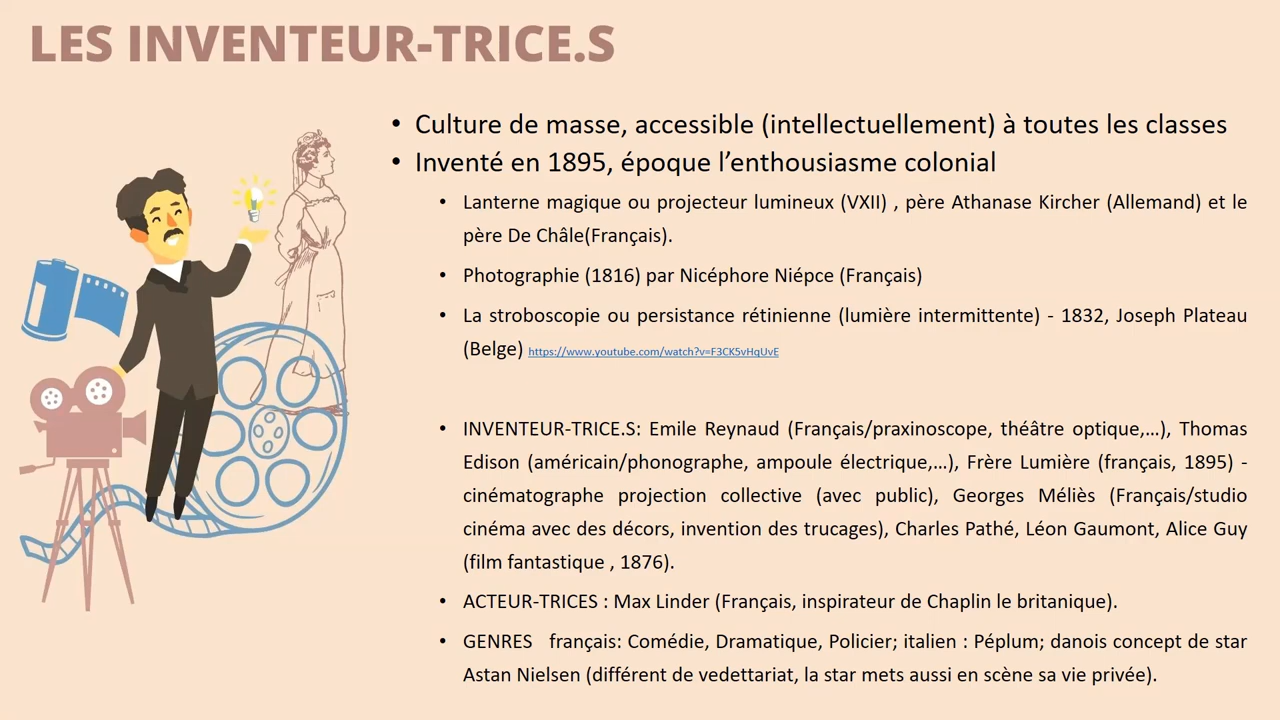 LES INVENTEUR-TRICE.S
• Culture de masse, accessible (intellectuellement) à toutes les classes
• Inventé en 1895, époque l’enthousiasme colonial
• Lanterne magique ou projecteur lumineux (VXII) , père Athanase Kircher (Allemand) et le
père De Châle(Français).
• Photographie (1816) par Nicéphore Niépce (Français)
• La stroboscopie ou persistance rétinienne (lumière intermittente) - 1832, Joseph Plateau
(Belge) https://www.youtube.com/watch?v=F3CK5vHqUvE
• INVENTEUR-TRICE.S: Emile Reynaud (Français/praxinoscope, théâtre optique,…), Thomas
Edison (américain/phonographe, ampoule électrique,…), Frère Lumière (français, 1895) -
cinématographe projection collective (avec public), Georges Méliès (Français/studio
cinéma avec des décors, invention des trucages), Charles Pathé, Léon Gaumont, Alice Guy
(film fantastique , 1876).
• ACTEUR-TRICES : Max Linder (Français, inspirateur de Chaplin le britanique).
• GENRES français: Comédie, Dramatique, Policier; italien : Péplum; danois concept de star
Astan Nielsen (différent de vedettariat, la star mets aussi en scène sa vie privée).